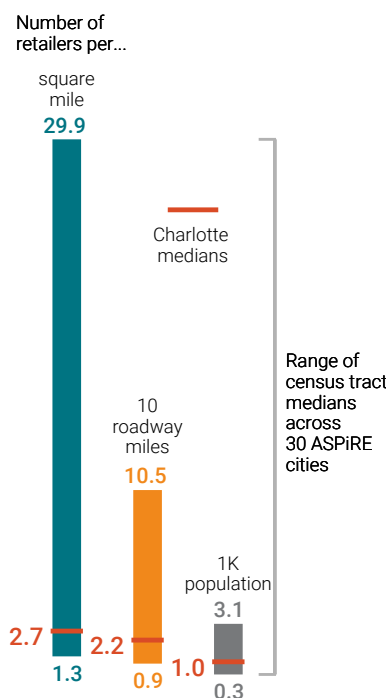 Number of
retailers per...
square
mile
29.9
Charlotte
medians
Range of
census tract
medians
across
30 ASPiRE
cities
10
roadway
miles
10.5
1K
population
3.1
2.7
2.2
1.0
1.3
0.9
0.3